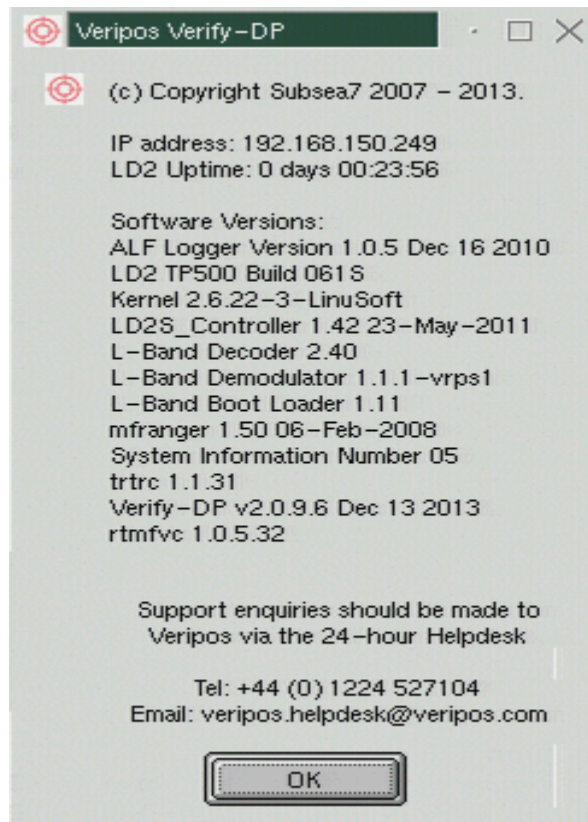 Veripos Verify-DP
(c) Copyright Subsea7 2007 - 2013.
IP address: 192.168.150.249
LD2 Uptime: 0 days 00:23:56
Software Versions:
ALF Logger Version 1.0.5 Dec 16 2010
LD2 TP500 Build 061S
Kernel 2.6.22-3-LinuSoft
LD2S_Controller 1.42 23-May-2011
L-Band Decoder 2.40
L-Band Demodulator 1.1.1-vrps1
L-Band Boot Loader 1.11
mfranger 1.50 06-Feb-2008
System Information Number 05
trtrc 1.1.31
Verify-DP v2.0.9.6 Dec 13 2013
rtmfvc 1.0.5.32
Support enquiries should be made to
Veripos via the 24-hour Helpdesk
Tel: +44 (0) 1224 527104
Email: veripos.helpdesk@veripos.com
OK